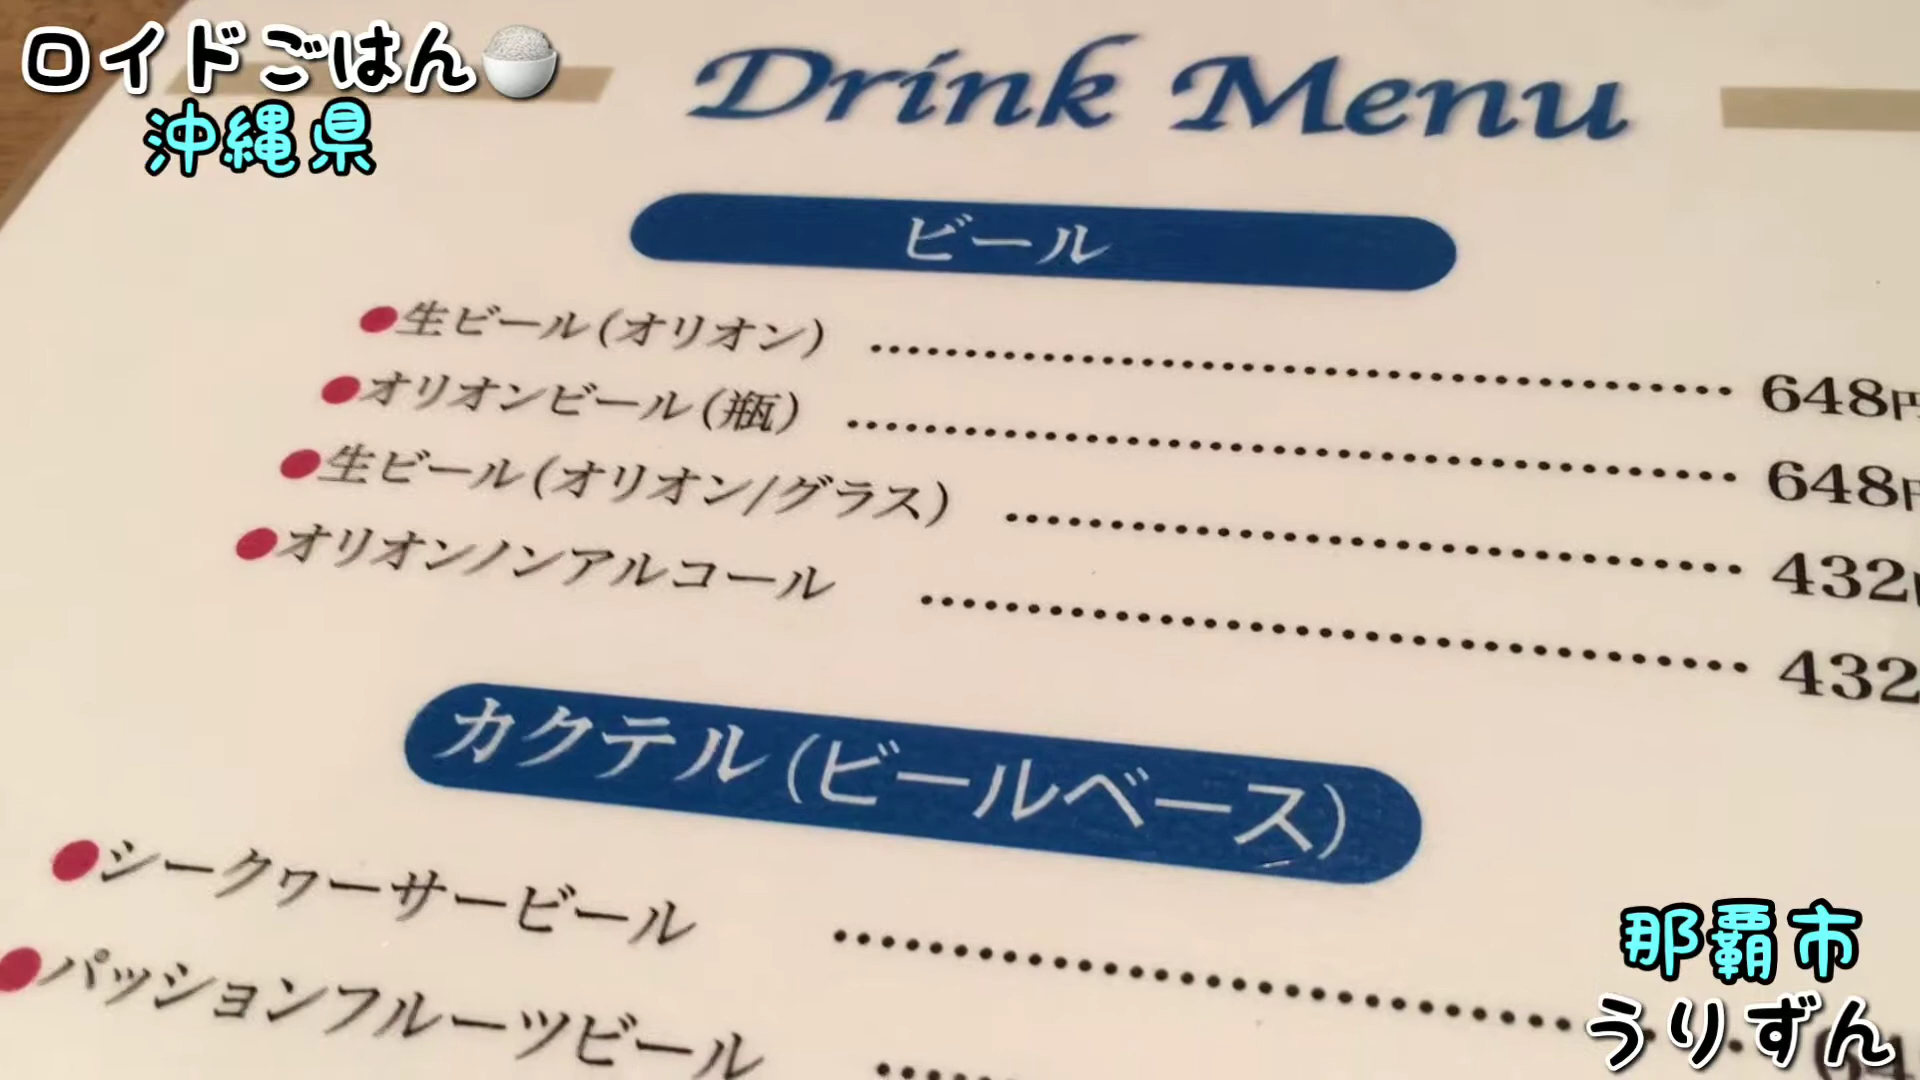 ロイドごはん🍚
沖縄県
Drink Menu
ビール
●生ビール(オリオン) 648円
●オリオンビール(瓶) 648円
●生ビール(オリオン/グラス) 432円
●オリオンノンアルコール 432
カクテル(ビールベース)
●シークヮーサービール
●パッションフルーツビール
那覇市
うりずん